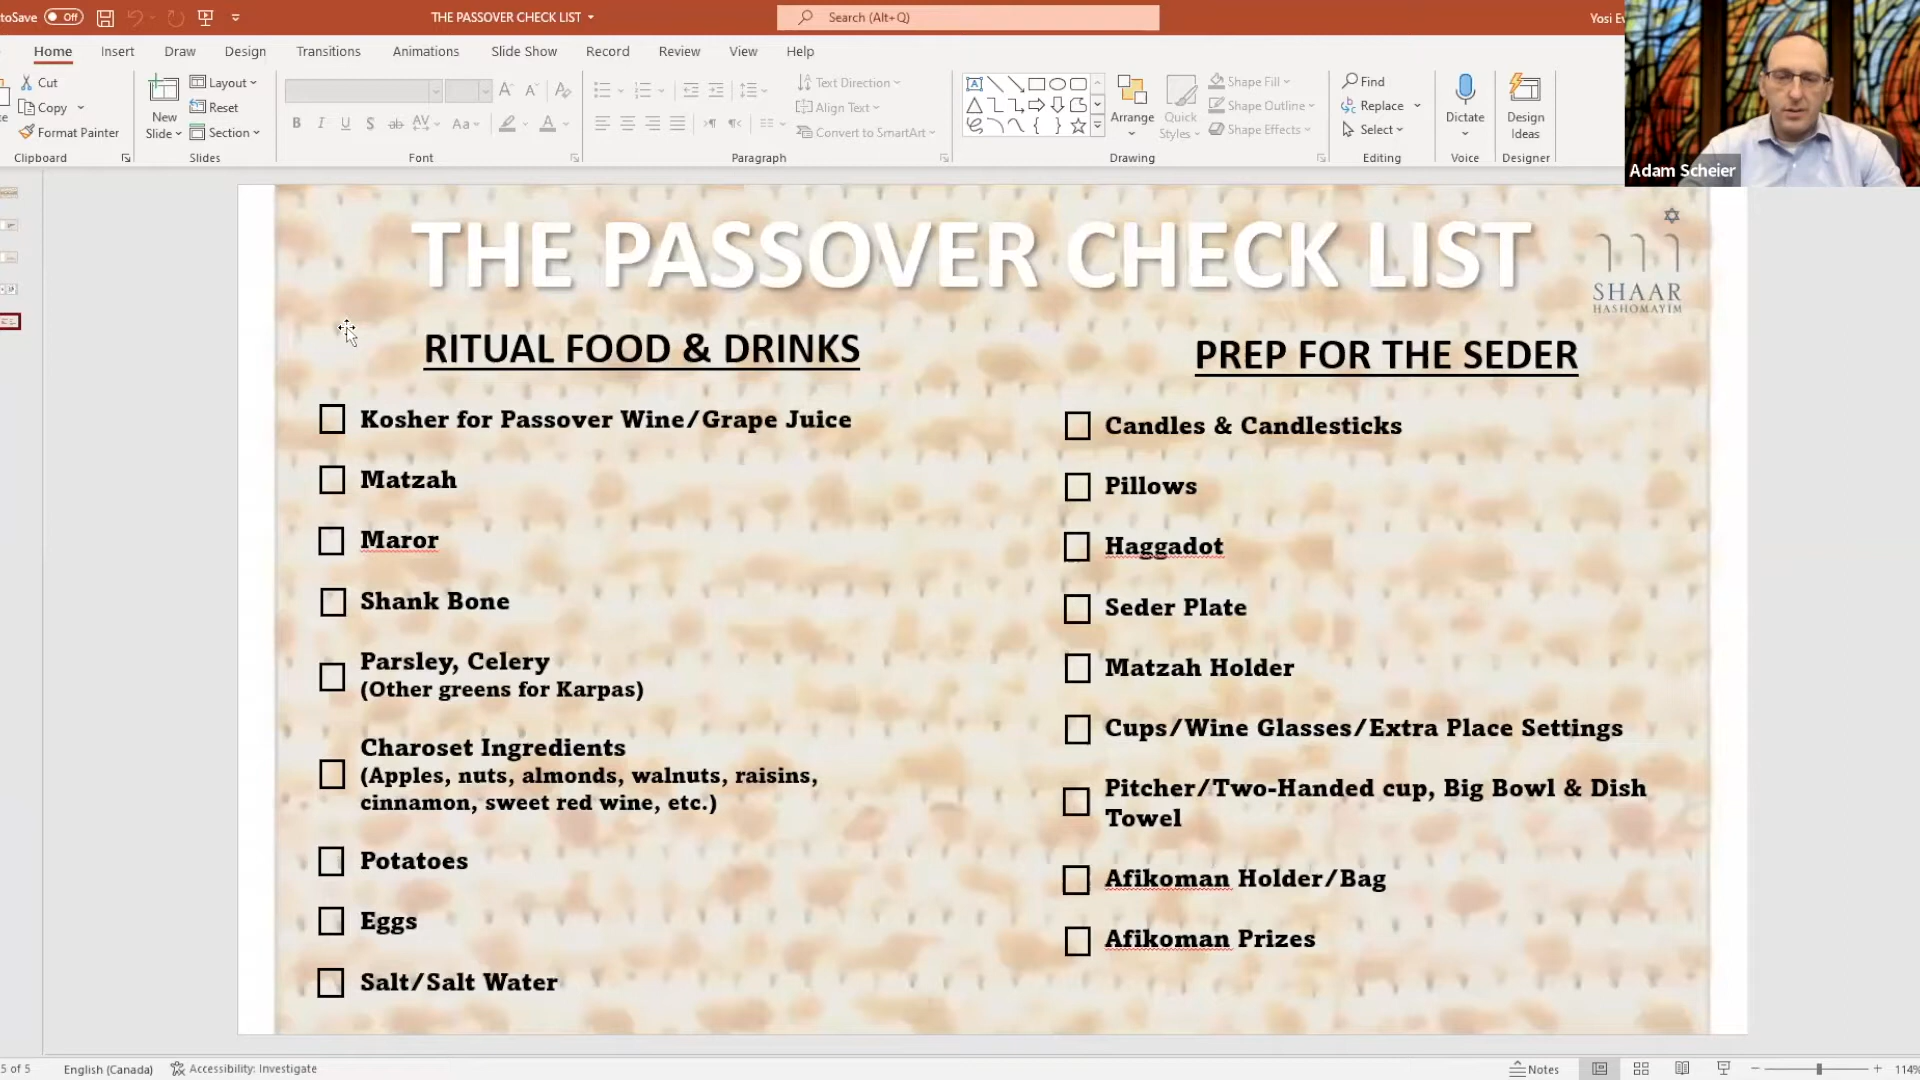 toSave Off THE PASSOVER CHECK LIST Search (Alt+Q) Yosi
Home Insert Draw Design Transitions Animations Slide Show Record Review View Help
Cut
Copy
Format Painter
Clipboard
New
Slide
Layout
Reset
Section
Slides
B I U S ab AV Aa A
Font
Text Direction
Align Text
Convert to SmartArt
Paragraph
Arrange
Quick
Styles
Shape Fill
Shape Outline
Shape Effects
Drawing
Find
Replace
Select
Editing
Dictate
Voice
Design
Ideas
Designer
Adam Scheier
THE PASSOVER CHECK LIST
SHAAR
HASHOMAYIM
RITUAL FOOD & DRINKS
Kosher for Passover Wine/Grape Juice
Matzah
Maror
Shank Bone
Parsley, Celery
(Other greens for Karpas)
Charoset Ingredients
(Apples, nuts, almonds, walnuts, raisins,
cinnamon, sweet red wine, etc.)
Potatoes
Eggs
Salt/Salt Water
PREP FOR THE SEDER
Candles & Candlesticks
Pillows
Haggadot
Seder Plate
Matzah Holder
Cups/Wine Glasses/Extra Place Settings
Pitcher/Two-Handed cup, Big Bowl & Dish
Towel
Afikoman Holder/Bag
Afikoman Prizes
5 of 5 English (Canada) Accessibility: Investigate Notes 114%